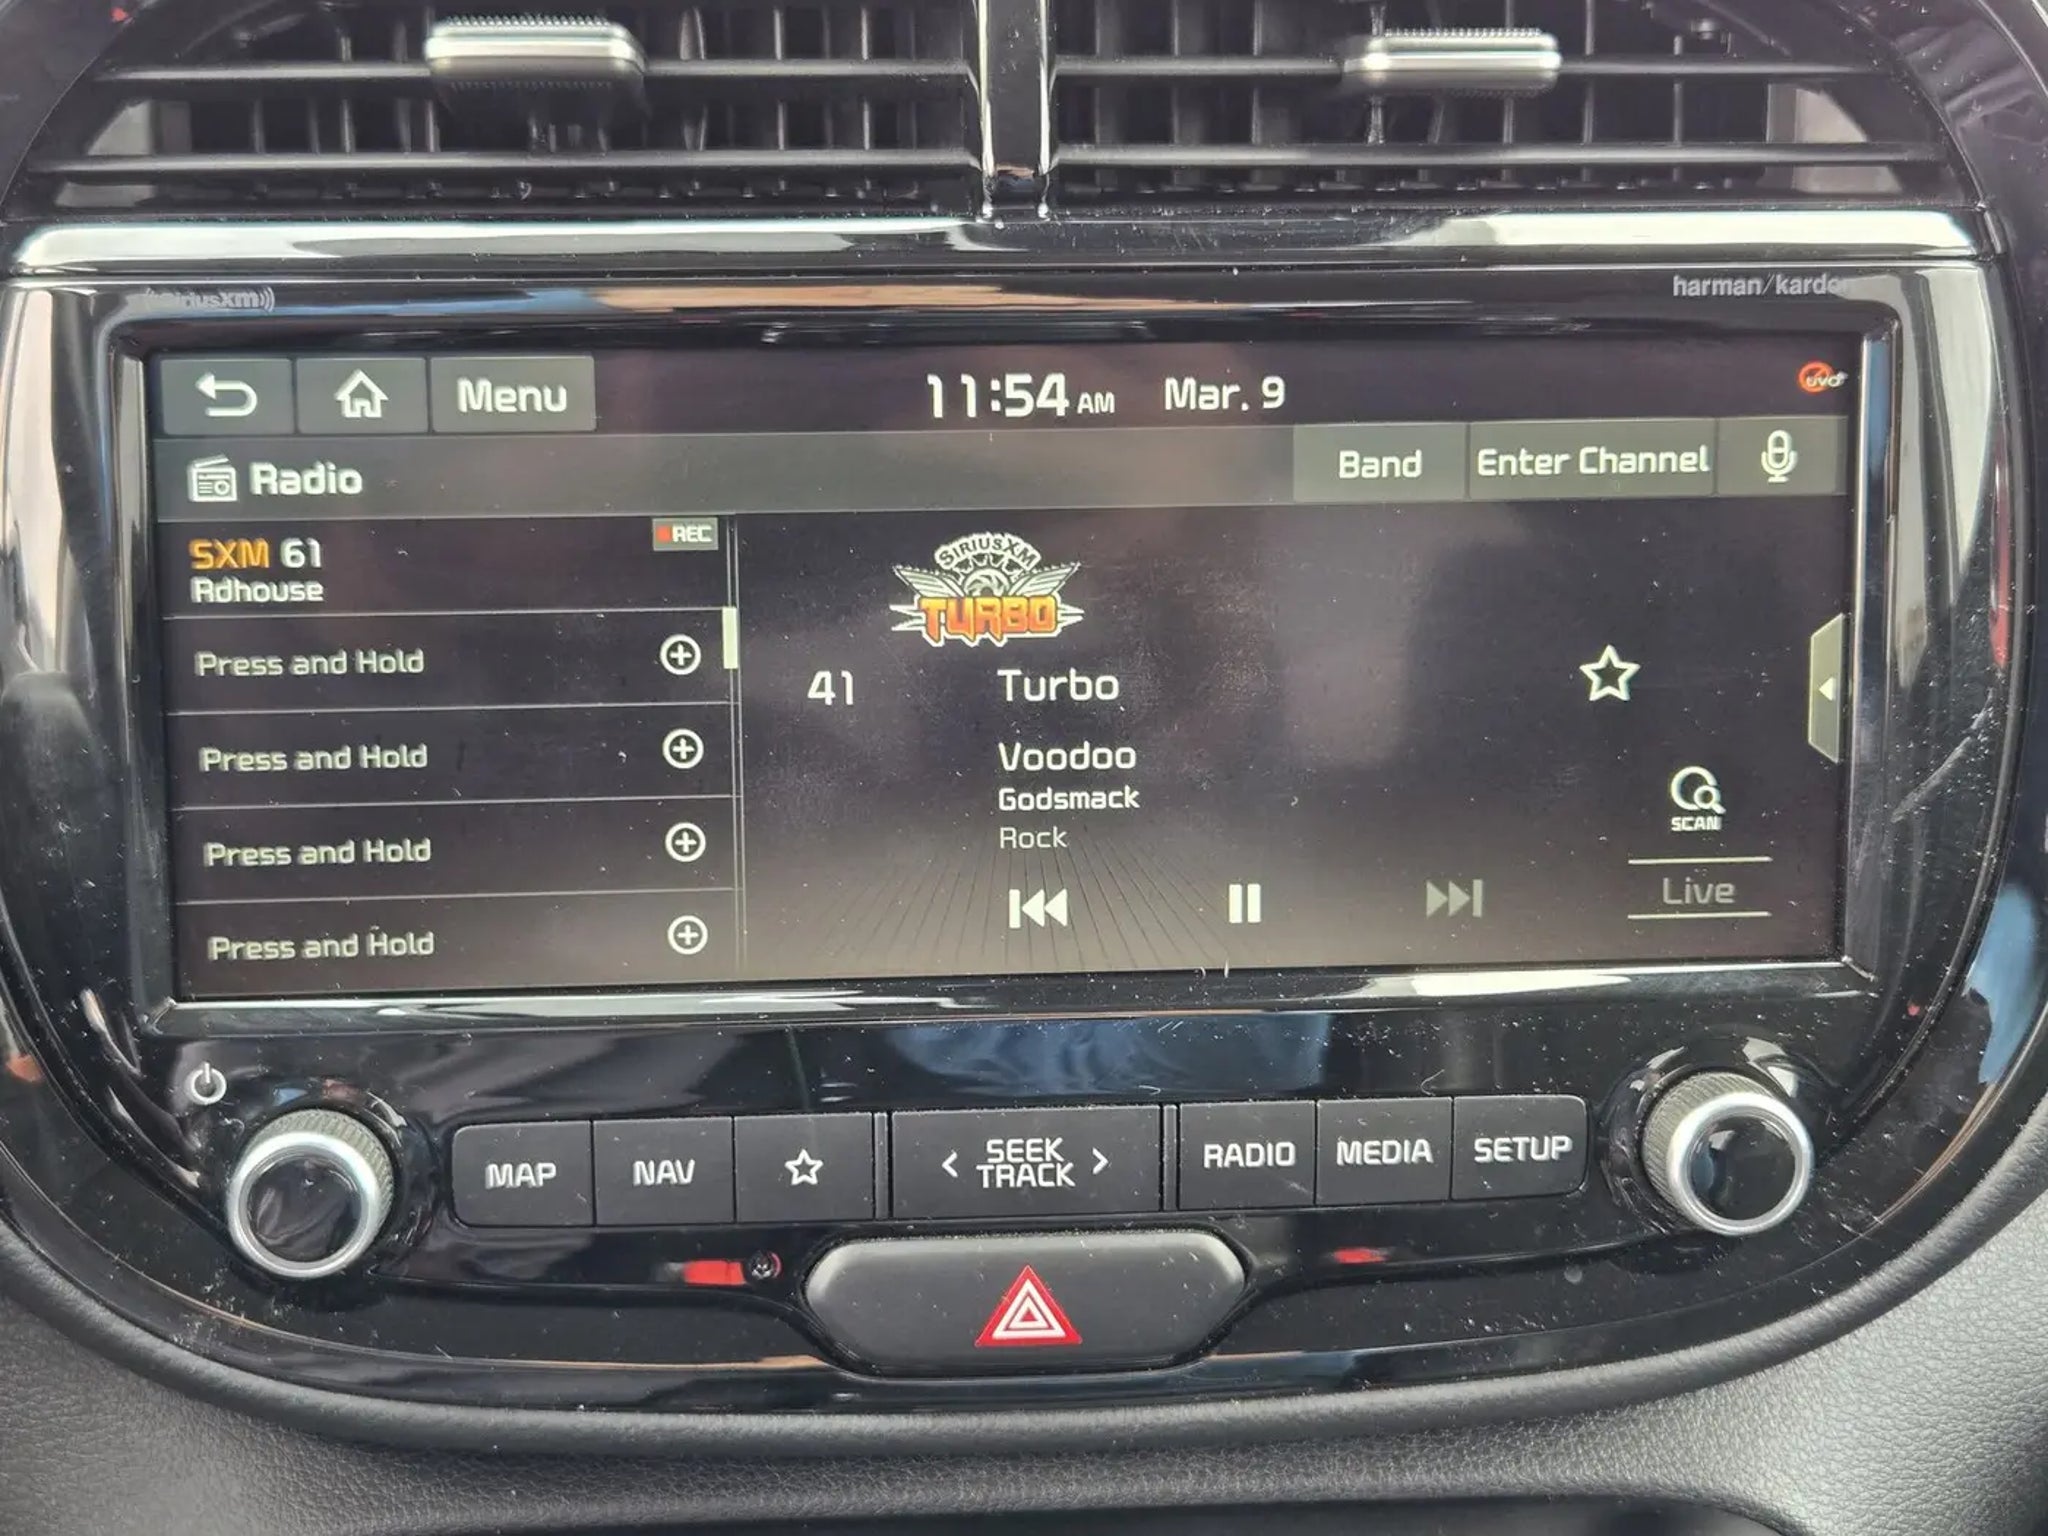 SiriusXM
harman/kardon
Menu
11:54 AM Mar. 9
UVO
Radio
Band
Enter Channel
SXM 61
REC
Rdhouse
Press and Hold
Press and Hold
Press and Hold
Press and Hold
SIRIUSXM
TURBO
41 Turbo
Voodoo
Godsmack
Rock
SCAN
Live
MAP
NAV
SEEK
TRACK
RADIO
MEDIA
SETUP